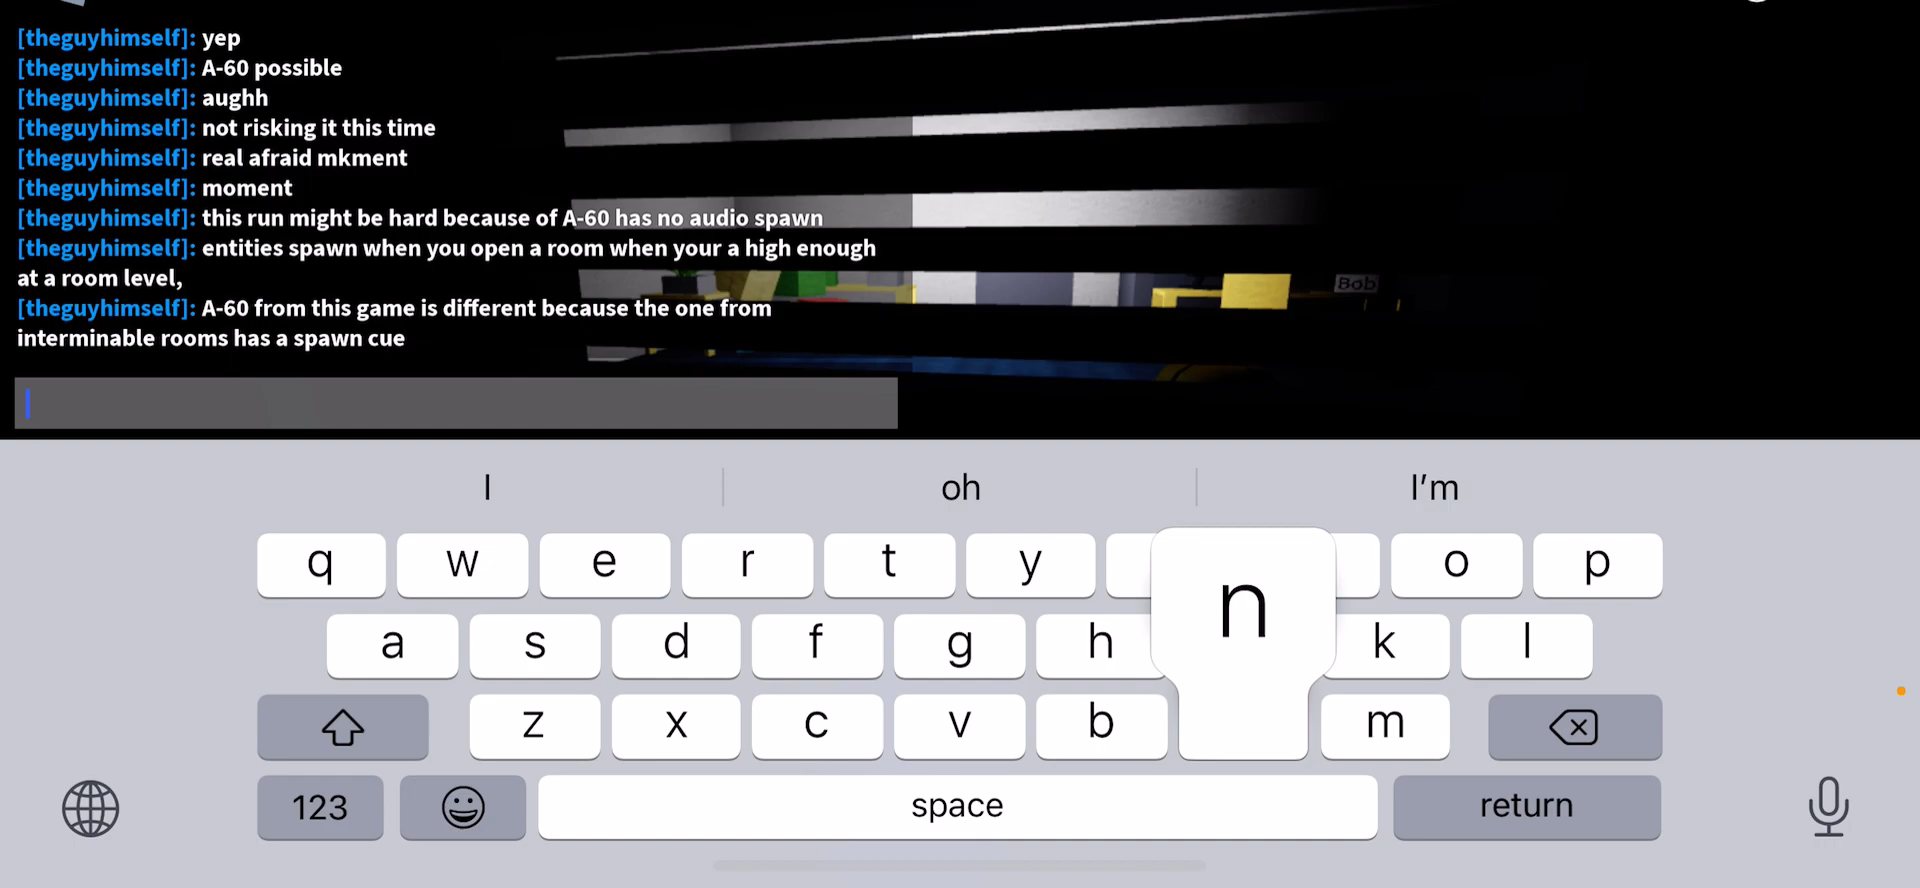 [theguyhimself]: yep
[theguyhimself]: A-60 possible
[theguyhimself]: aughh
[theguyhimself]: not risking it this time
[theguyhimself]: real afraid mkment
[theguyhimself]: moment
[theguyhimself]: this run might be hard because of A-60 has no audio spawn
[theguyhimself]: entities spawn when you open a room when your a high enough
at a room level,
[theguyhimself]: A-60 from this game is different because the one from
interminable rooms has a spawn cue
Bob
I oh I'm
q w e r t y n o p
a s d f g h k l
z x c v b m
123 space return